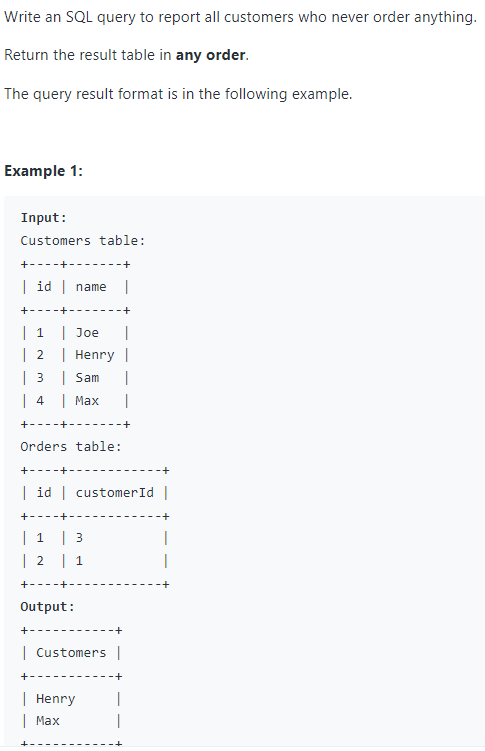 Write an SQL query to report all customers who never order anything.
Return the result table in any order.
The query result format is in the following example.
Example 1:
Input:
Customers table:
+----+-------+
| id | name  |
+----+-------+
| 1  | Joe   |
| 2  | Henry |
| 3  | Sam   |
| 4  | Max   |
+----+-------+
Orders table:
+----+------------+
| id | customerId |
+----+------------+
| 1  | 3          |
| 2  | 1          |
+----+------------+
Output:
+-----------+
| Customers |
+-----------+
| Henry     |
| Max       |
+-----------+